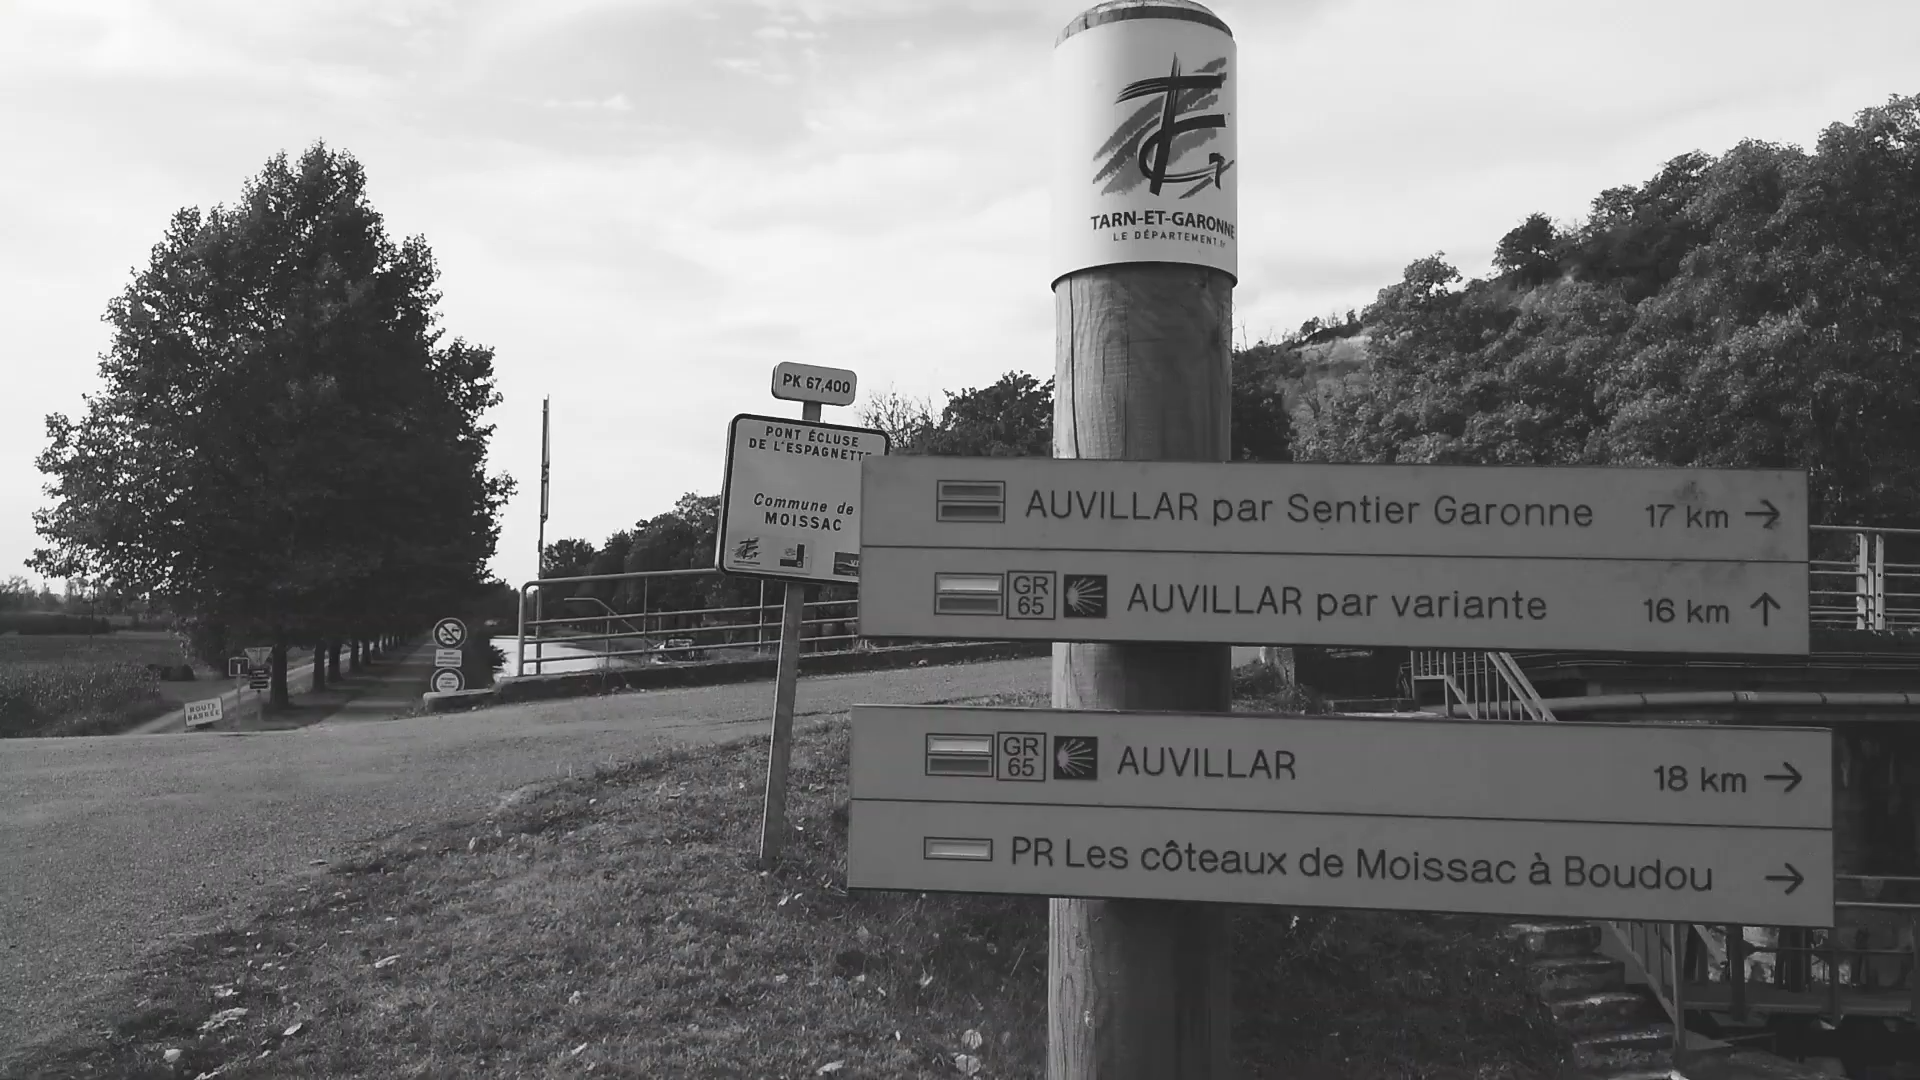 TARN-ET-GARONNE
LE DÉPARTEMENT
PK 67,400
PONT ÉCLUSE
DE L'ESPAGNETTE
Commune de
MOISSAC
AUVILLAR par Sentier Garonne 17 km →
GR 65 AUVILLAR par variante 16 km ↑
GR 65 AUVILLAR 18 km →
PR Les côteaux de Moissac à Boudou →
ROUTE
BARRÉE